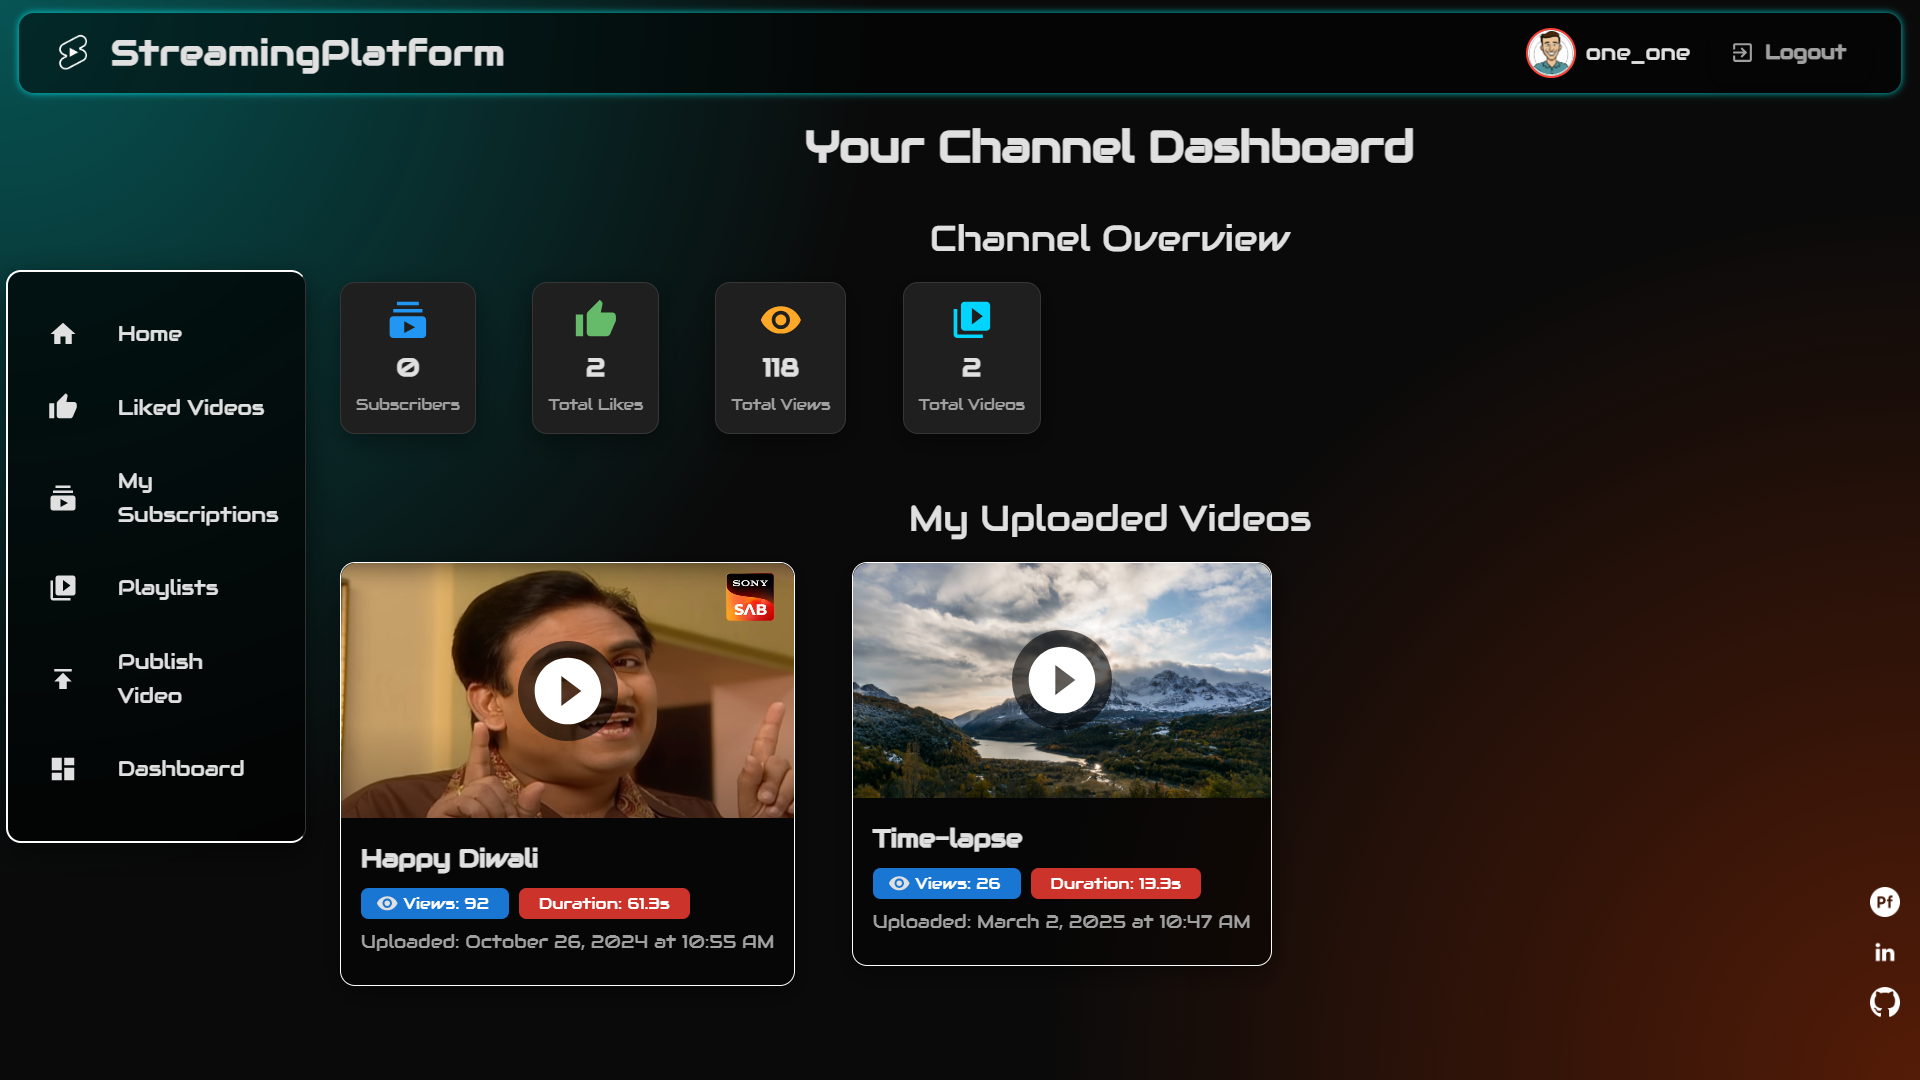 StreamingPlatform
one_one
Logout
Your Channel Dashboard
Channel Overview
Home
Liked Videos
My
Subscriptions
Playlists
Publish
Video
Dashboard
0
Subscribers
2
Total Likes
118
Total Views
2
Total Videos
My Uploaded Videos
SONY
SAB
Happy Diwali
Views: 92
Duration: 61.3s
Uploaded: October 26, 2024 at 10:55 AM
Time-lapse
Views: 26
Duration: 13.3s
Uploaded: March 2, 2025 at 10:47 AM
Pf
in